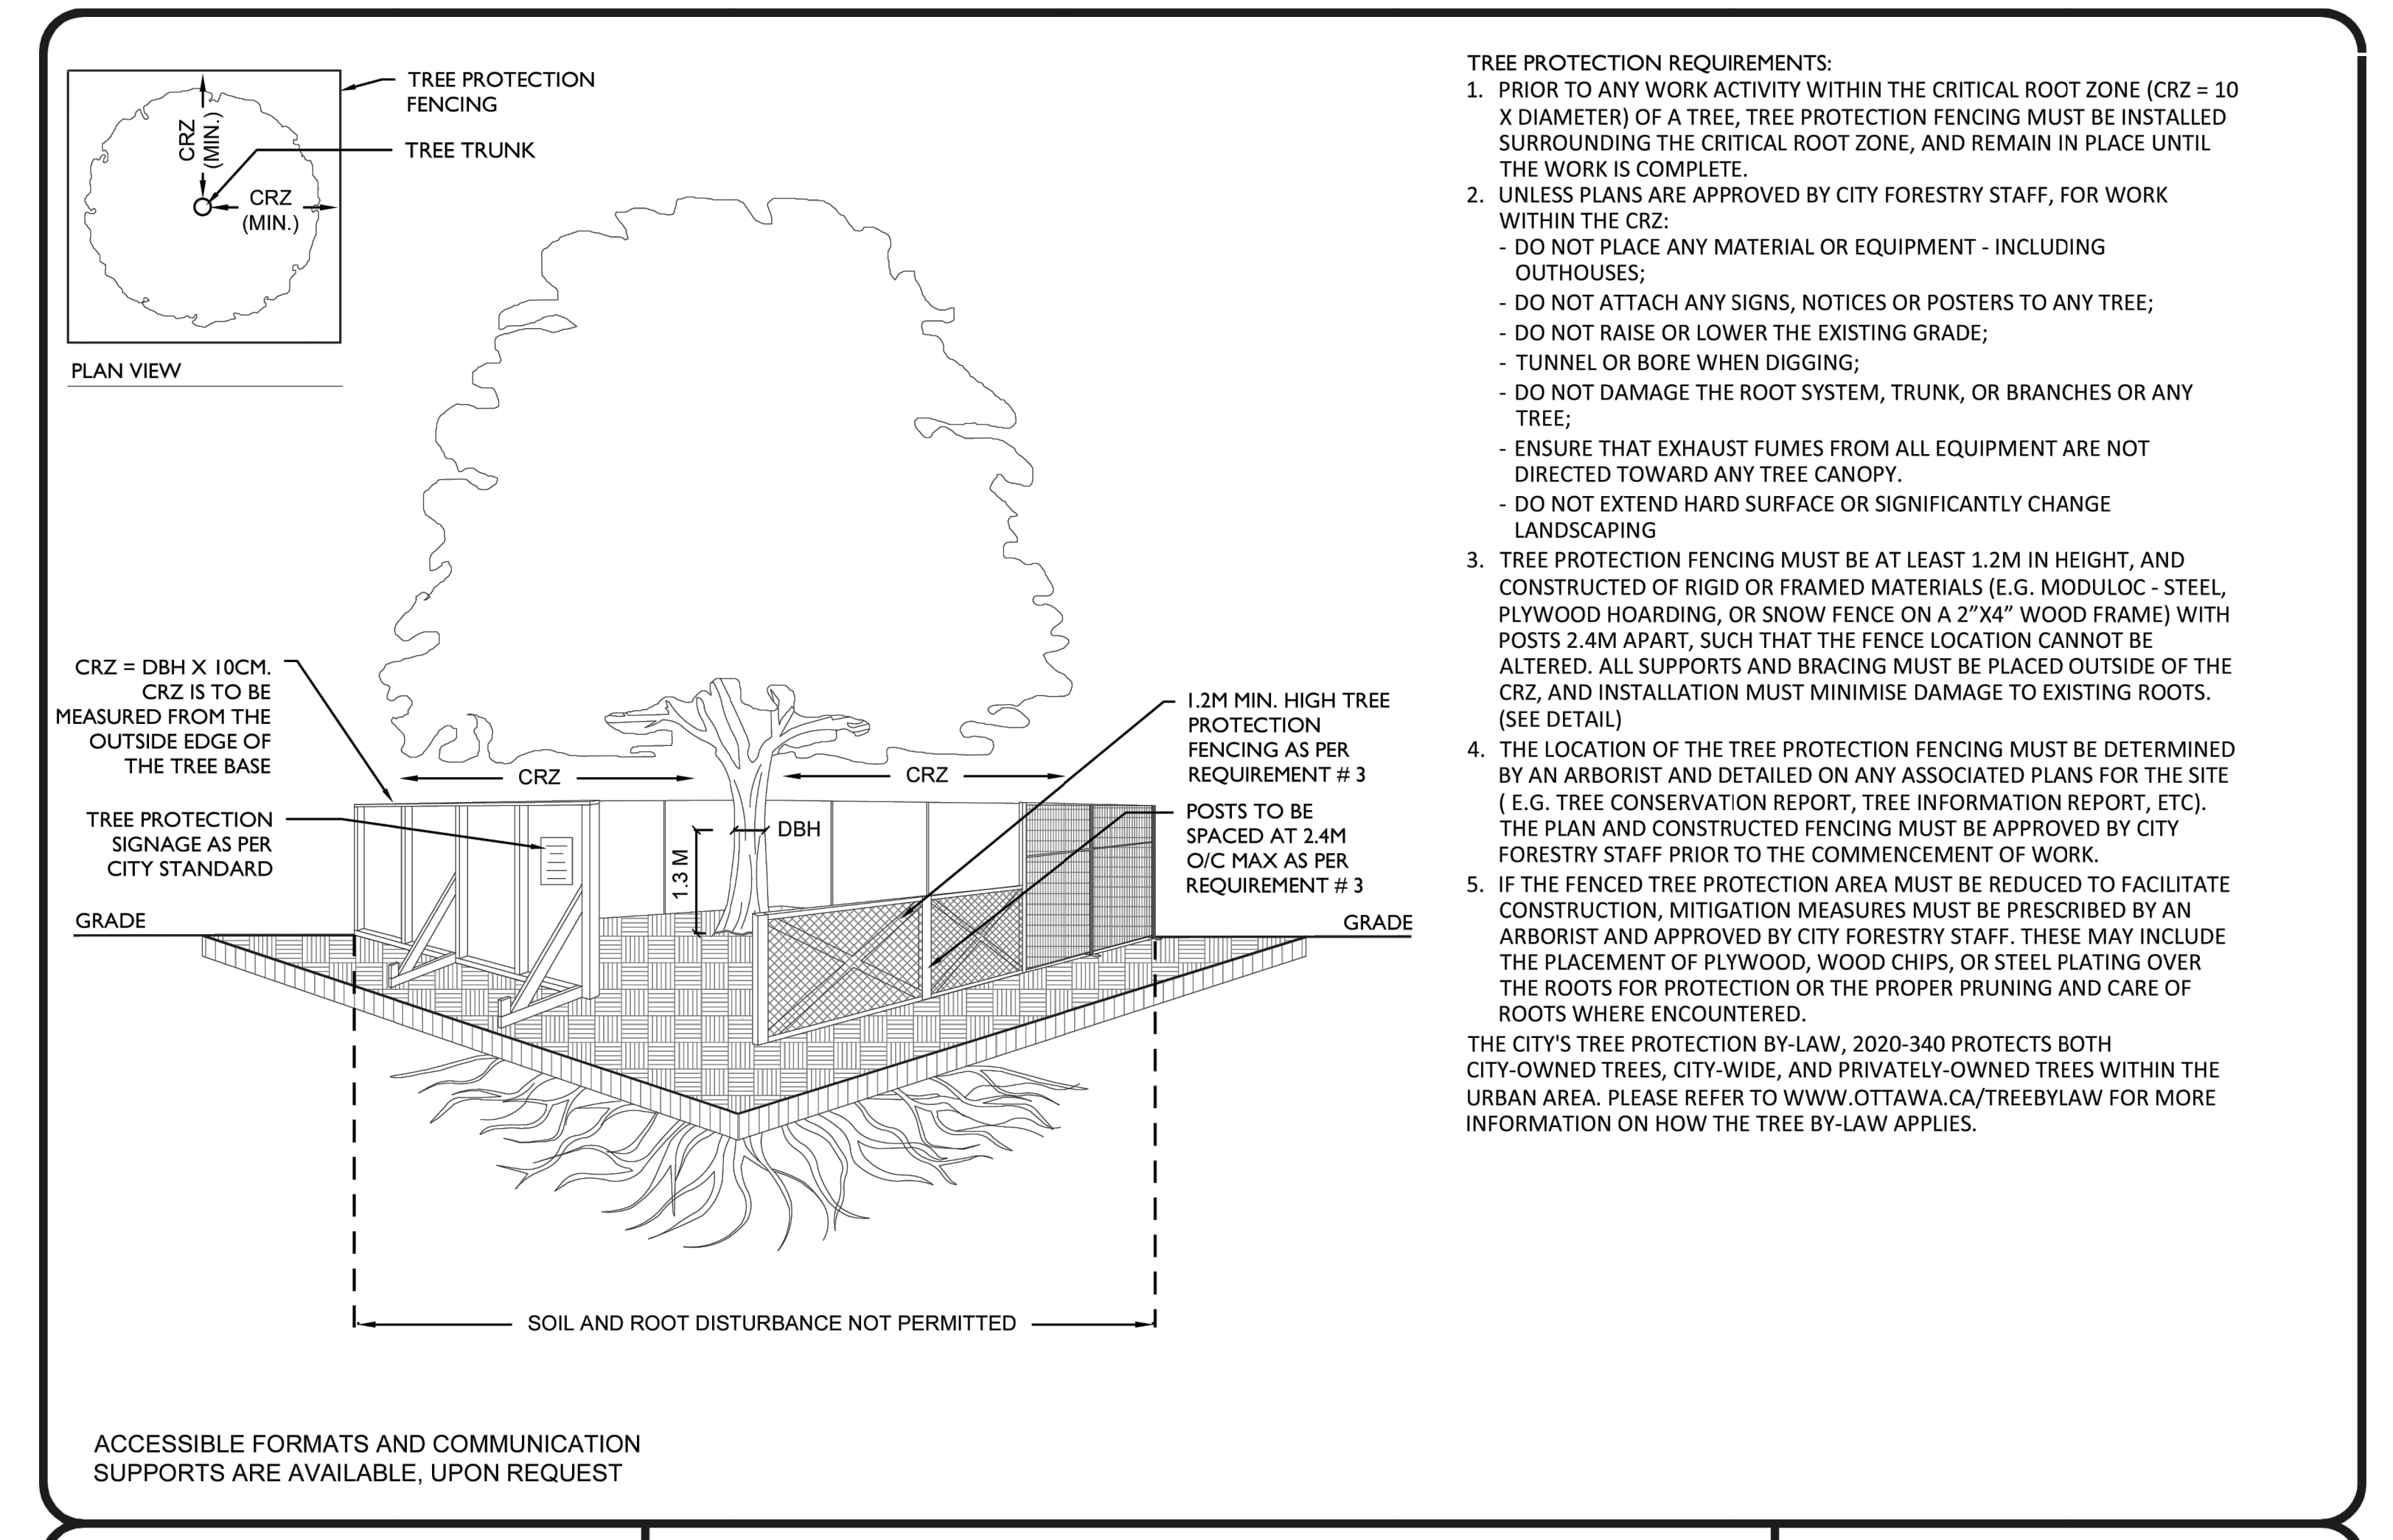 TREE PROTECTION
FENCING
TREE TRUNK
CRZ
(MIN.)
CRZ
(MIN.)
PLAN VIEW
CRZ = DBH X 10CM.
CRZ IS TO BE
MEASURED FROM THE
OUTSIDE EDGE OF
THE TREE BASE
TREE PROTECTION
SIGNAGE AS PER
CITY STANDARD
GRADE
CRZ
CRZ
DBH
1.3 M
1.2M MIN. HIGH TREE
PROTECTION
FENCING AS PER
REQUIREMENT # 3
POSTS TO BE
SPACED AT 2.4M
O/C MAX AS PER
REQUIREMENT # 3
GRADE
SOIL AND ROOT DISTURBANCE NOT PERMITTED
ACCESSIBLE FORMATS AND COMMUNICATION
SUPPORTS ARE AVAILABLE, UPON REQUEST
TREE PROTECTION REQUIREMENTS:
1. PRIOR TO ANY WORK ACTIVITY WITHIN THE CRITICAL ROOT ZONE (CRZ = 10
X DIAMETER) OF A TREE, TREE PROTECTION FENCING MUST BE INSTALLED
SURROUNDING THE CRITICAL ROOT ZONE, AND REMAIN IN PLACE UNTIL
THE WORK IS COMPLETE.
2. UNLESS PLANS ARE APPROVED BY CITY FORESTRY STAFF, FOR WORK
WITHIN THE CRZ:
- DO NOT PLACE ANY MATERIAL OR EQUIPMENT - INCLUDING
OUTHOUSES;
- DO NOT ATTACH ANY SIGNS, NOTICES OR POSTERS TO ANY TREE;
- DO NOT RAISE OR LOWER THE EXISTING GRADE;
- TUNNEL OR BORE WHEN DIGGING;
- DO NOT DAMAGE THE ROOT SYSTEM, TRUNK, OR BRANCHES OR ANY
TREE;
- ENSURE THAT EXHAUST FUMES FROM ALL EQUIPMENT ARE NOT
DIRECTED TOWARD ANY TREE CANOPY.
- DO NOT EXTEND HARD SURFACE OR SIGNIFICANTLY CHANGE
LANDSCAPING
3. TREE PROTECTION FENCING MUST BE AT LEAST 1.2M IN HEIGHT, AND
CONSTRUCTED OF RIGID OR FRAMED MATERIALS (E.G. MODULOC - STEEL,
PLYWOOD HOARDING, OR SNOW FENCE ON A 2”X4” WOOD FRAME) WITH
POSTS 2.4M APART, SUCH THAT THE FENCE LOCATION CANNOT BE
ALTERED. ALL SUPPORTS AND BRACING MUST BE PLACED OUTSIDE OF THE
CRZ, AND INSTALLATION MUST MINIMISE DAMAGE TO EXISTING ROOTS.
(SEE DETAIL)
4. THE LOCATION OF THE TREE PROTECTION FENCING MUST BE DETERMINED
BY AN ARBORIST AND DETAILED ON ANY ASSOCIATED PLANS FOR THE SITE
( E.G. TREE CONSERVATION REPORT, TREE INFORMATION REPORT, ETC).
THE PLAN AND CONSTRUCTED FENCING MUST BE APPROVED BY CITY
FORESTRY STAFF PRIOR TO THE COMMENCEMENT OF WORK.
5. IF THE FENCED TREE PROTECTION AREA MUST BE REDUCED TO FACILITATE
CONSTRUCTION, MITIGATION MEASURES MUST BE PRESCRIBED BY AN
ARBORIST AND APPROVED BY CITY FORESTRY STAFF. THESE MAY INCLUDE
THE PLACEMENT OF PLYWOOD, WOOD CHIPS, OR STEEL PLATING OVER
THE ROOTS FOR PROTECTION OR THE PROPER PRUNING AND CARE OF
ROOTS WHERE ENCOUNTERED.
THE CITY'S TREE PROTECTION BY-LAW, 2020-340 PROTECTS BOTH
CITY-OWNED TREES, CITY-WIDE, AND PRIVATELY-OWNED TREES WITHIN THE
URBAN AREA. PLEASE REFER TO WWW.OTTAWA.CA/TREEBYLAW FOR MORE
INFORMATION ON HOW THE TREE BY-LAW APPLIES.